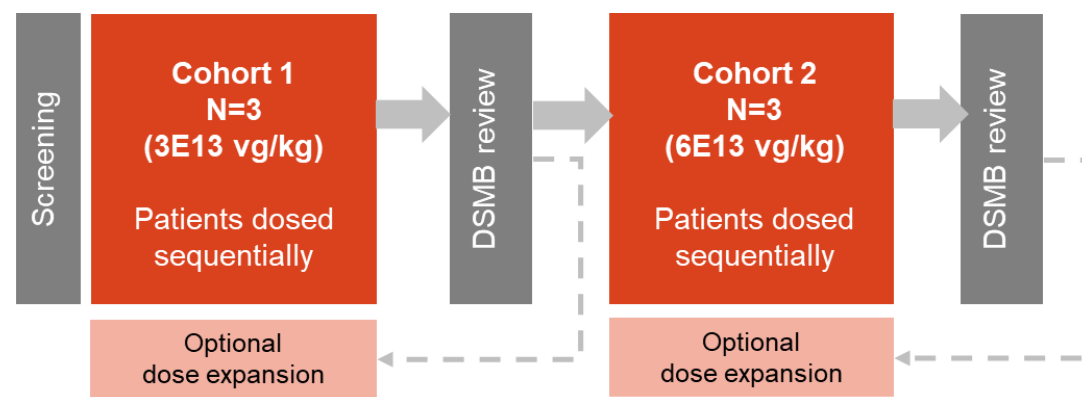 Screening
Cohort 1
N=3
(3E13 vg/kg)
Patients dosed
sequentially
Optional
dose expansion
DSMB review
Cohort 2
N=3
(6E13 vg/kg)
Patients dosed
sequentially
Optional
dose expansion
DSMB review